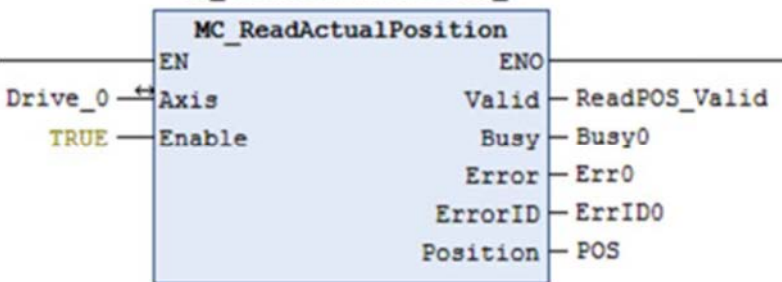 MC_ReadActualPosition
EN ENO
Drive_0 Axis Valid ReadPOS_Valid
TRUE Enable Busy Busy0
Error Err0
ErrorID ErrID0
Position POS